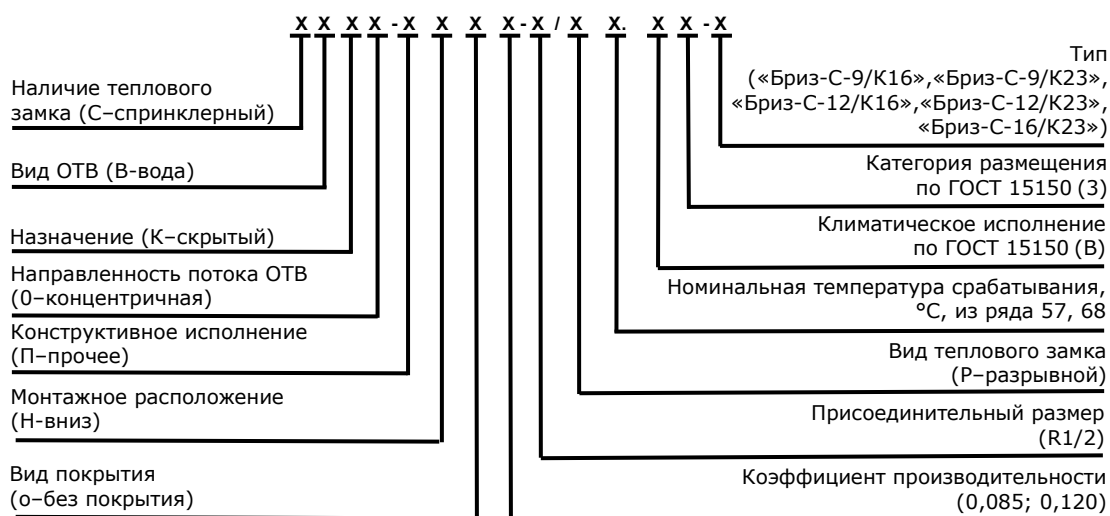 X X X X - X X X X - X / X X. X X - X
Наличие теплового
замка (С–спринклерный)
Вид ОТВ (В-вода)
Назначение (К–скрытый)
Направленность потока ОТВ
(0–концентричная)
Конструктивное исполнение
(П–прочее)
Монтажное расположение
(Н-вниз)
Вид покрытия
(о–без покрытия)
Тип
(«Бриз-С-9/К16»,«Бриз-С-9/К23»,
«Бриз-С-12/К16»,«Бриз-С-12/К23»,
«Бриз-С-16/К23»)
Категория размещения
по ГОСТ 15150 (3)
Климатическое исполнение
по ГОСТ 15150 (В)
Номинальная температура срабатывания,
°С, из ряда 57, 68
Вид теплового замка
(Р–разрывной)
Присоединительный размер
(R1/2)
Коэффициент производительности
(0,085; 0,120)